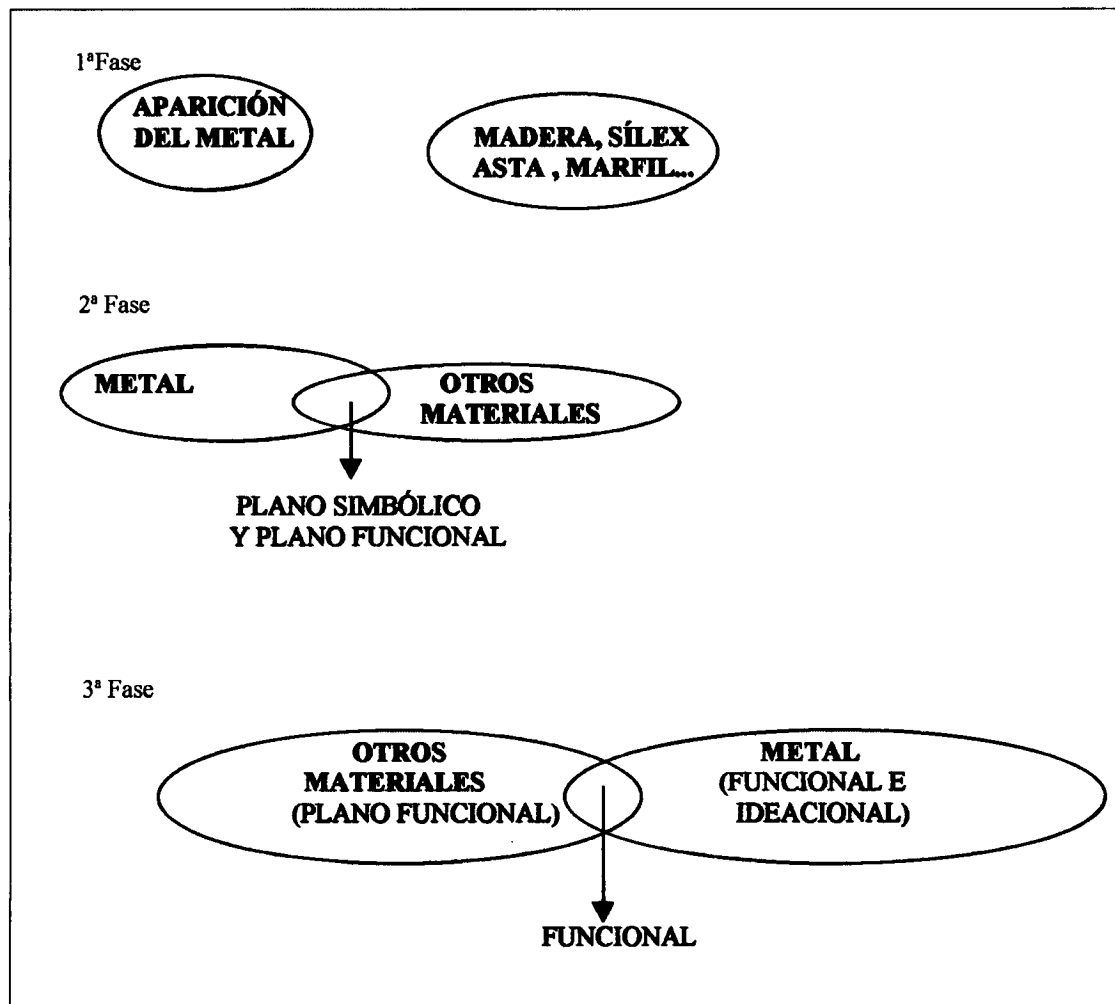 1ªFase
APARICIÓN
DEL METAL
MADERA, SÍLEX
ASTA , MARFIL...
2ª Fase
METAL
OTROS
MATERIALES
PLANO SIMBÓLICO
Y PLANO FUNCIONAL
3ª Fase
OTROS
MATERIALES
(PLANO FUNCIONAL)
METAL
(FUNCIONAL E
IDEACIONAL)
FUNCIONAL